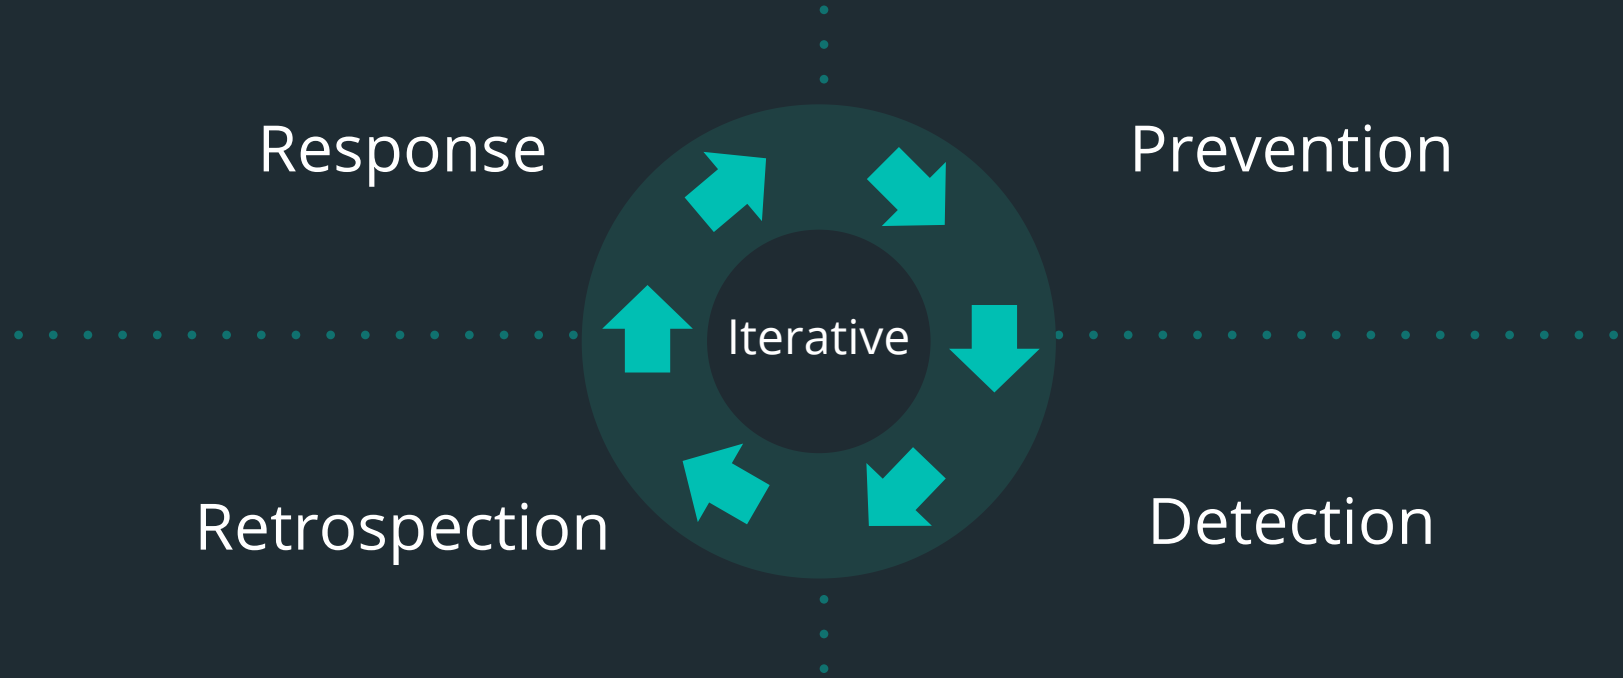 Response
Prevention
Iterative
Retrospection
Detection